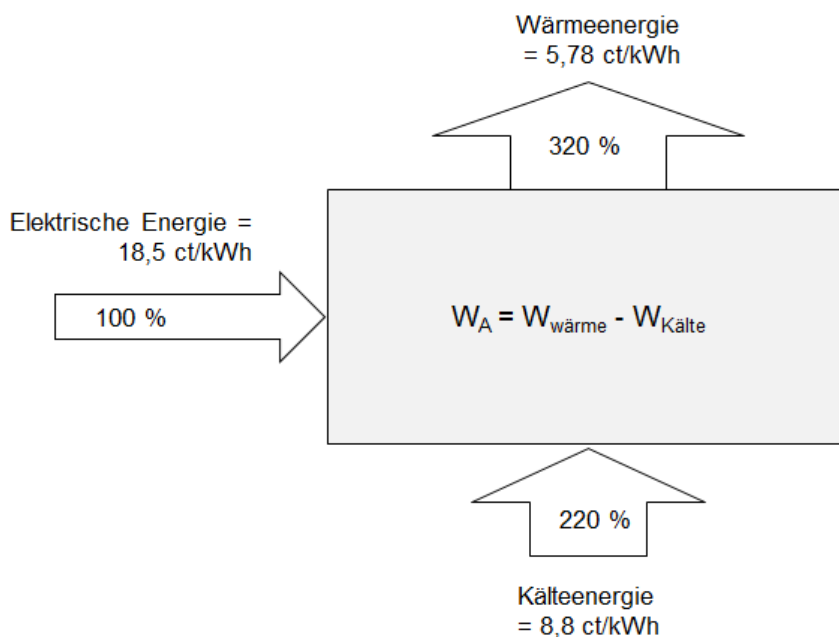 Wärmeenergie
= 5,78 ct/kWh
320 %
Elektrische Energie =
18,5 ct/kWh
100 %
W_A = W_wärme - W_Kälte
220 %
Kälteenergie
= 8,8 ct/kWh